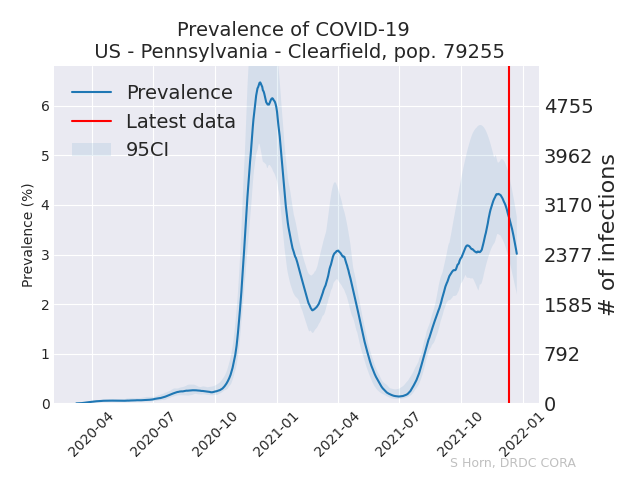 Prevalence of COVID-19
US - Pennsylvania - Clearfield, pop. 79255
Prevalence
Latest data
95CI
Prevalence (%)
6
5
4
3
2
1
0
4755
3962
3170
2377
1585
792
0
# of infections
2020-04
2020-07
2020-10
2021-01
2021-04
2021-07
2021-10
2022-01
S Horn, DRDC CORA